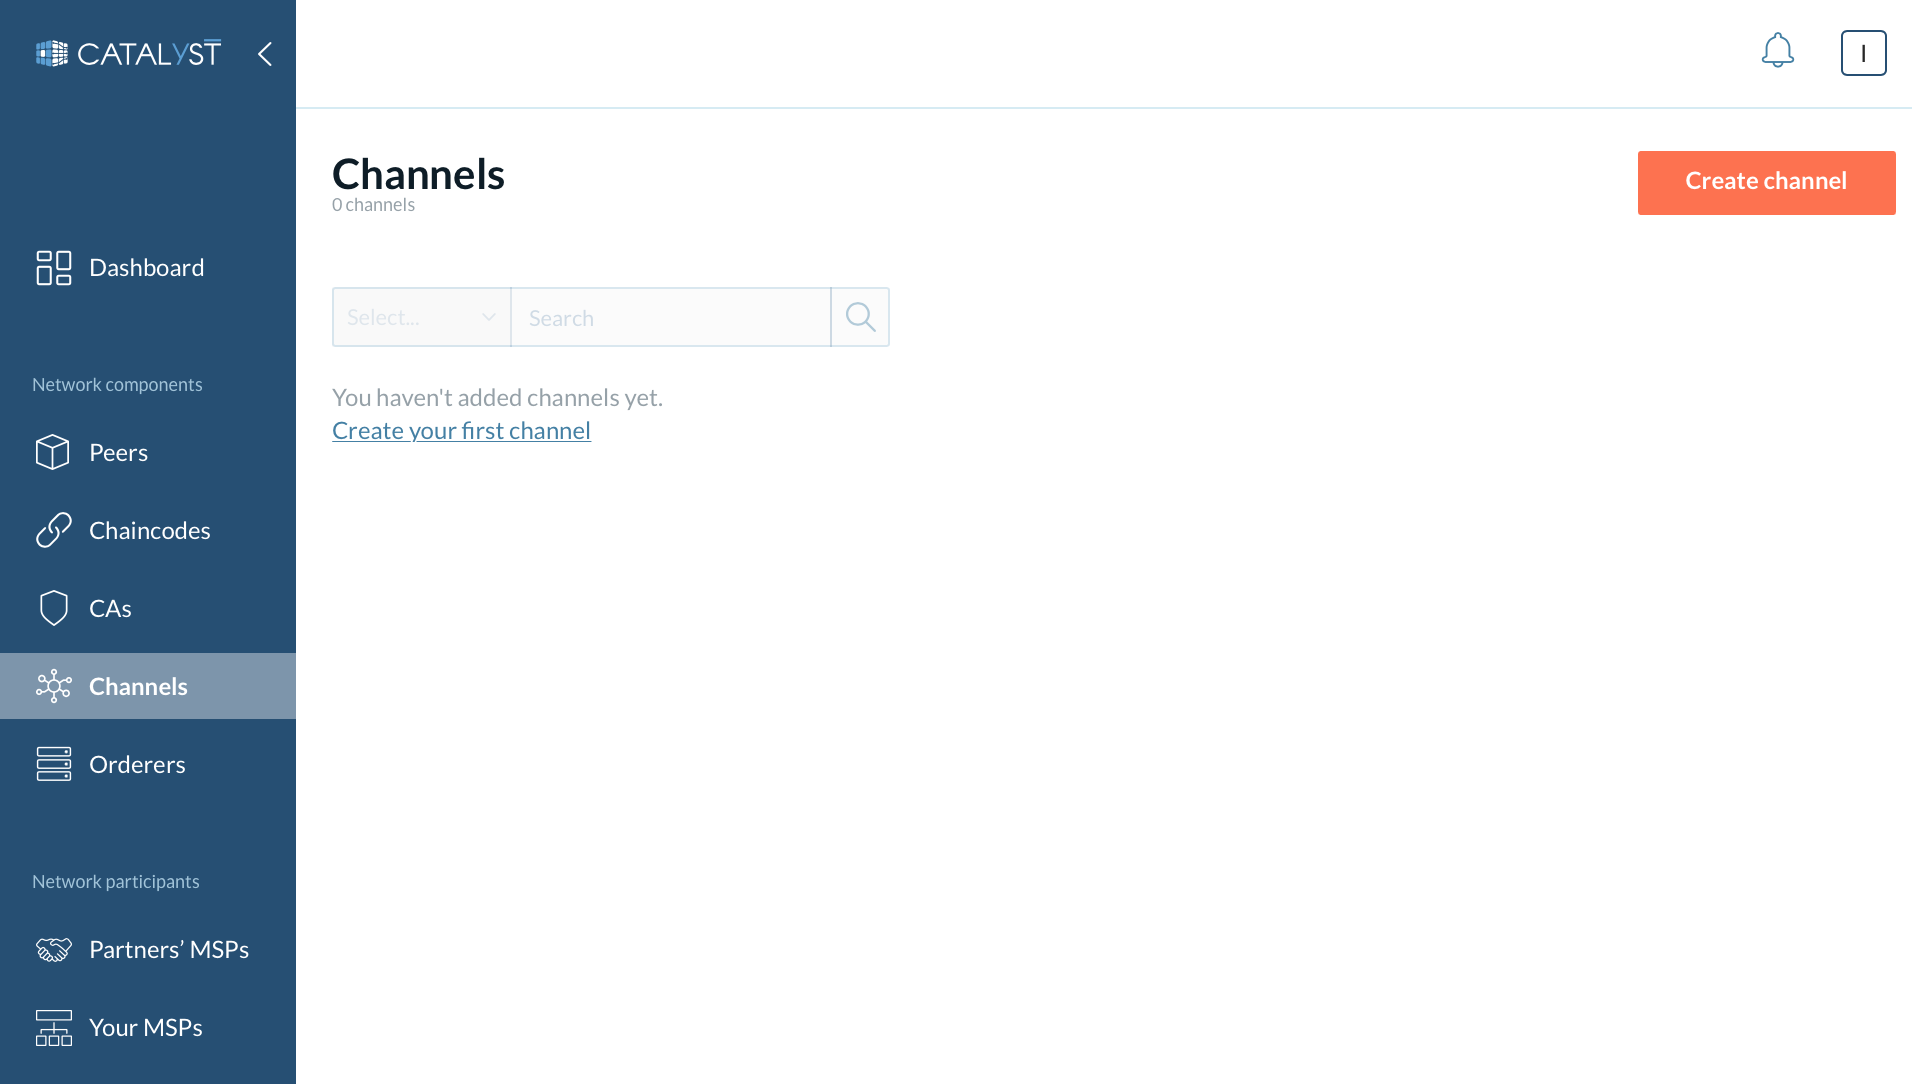 CATALYST
I
Channels
0 channels
Create channel
Dashboard
Select...
Search
You haven't added channels yet.
Create your first channel
Network components
Peers
Chaincodes
CAs
Channels
Orderers
Network participants
Partners’ MSPs
Your MSPs